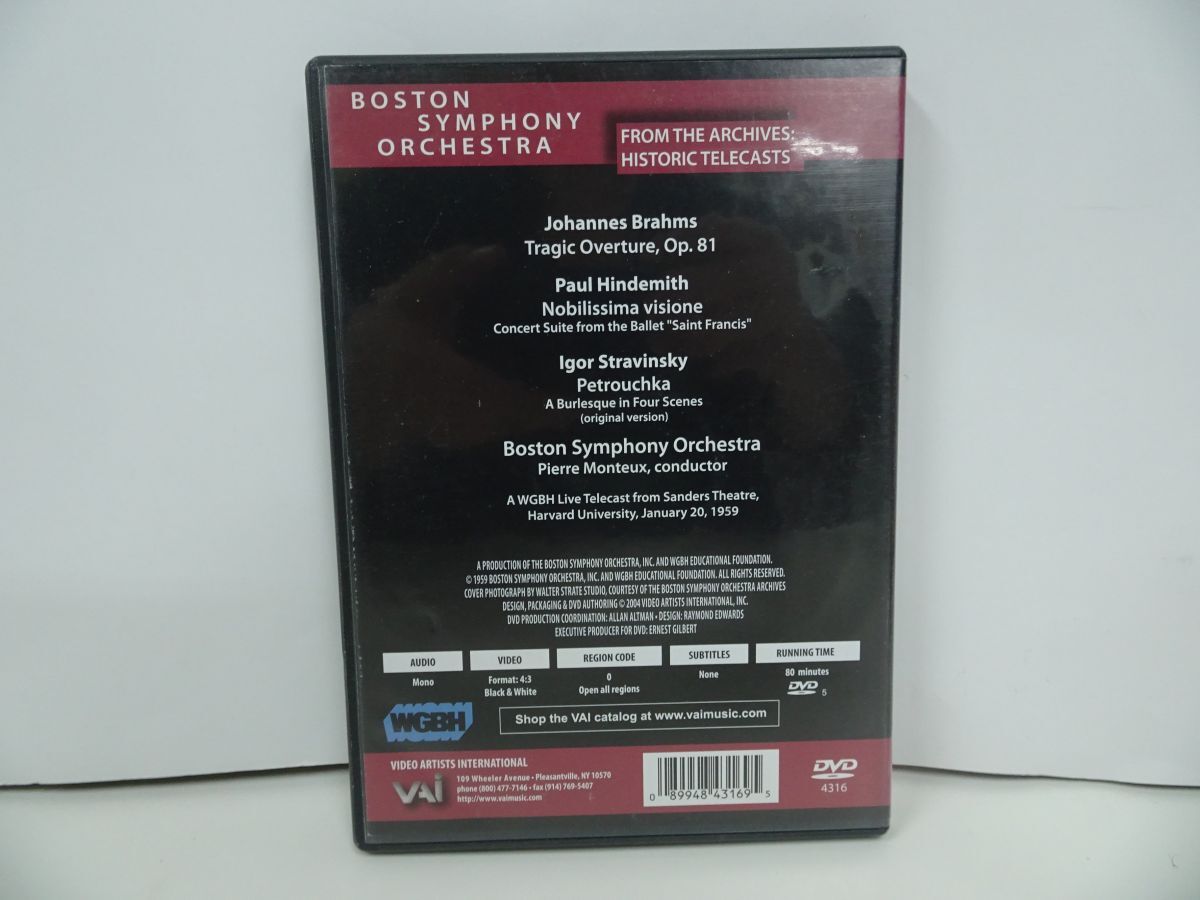 BOSTON
SYMPHONY
ORCHESTRA
FROM THE ARCHIVES:
HISTORIC TELECASTS
Johannes Brahms
Tragic Overture, Op. 81
Paul Hindemith
Nobilissima visione
Concert Suite from the Ballet "Saint Francis"
Igor Stravinsky
Petrouchka
A Burlesque in Four Scenes
(original version)
Boston Symphony Orchestra
Pierre Monteux, conductor
A WGBH Live Telecast from Sanders Theatre,
Harvard University, January 20, 1959
A PRODUCTION OF THE BOSTON SYMPHONY ORCHESTRA, INC. AND WGBH EDUCATIONAL FOUNDATION.
© 1959 BOSTON SYMPHONY ORCHESTRA, INC. AND WGBH EDUCATIONAL FOUNDATION. ALL RIGHTS RESERVED.
COVER PHOTOGRAPH BY WALTER STRATE STUDIO, COURTESY OF THE BOSTON SYMPHONY ORCHESTRA ARCHIVES
DESIGN, PACKAGING & DVD AUTHORING © 2004 VIDEO ARTISTS INTERNATIONAL, INC.
DVD PRODUCTION COORDINATION: ALLAN ALTMAN • DESIGN: RAYMOND EDWARDS
EXECUTIVE PRODUCER FOR DVD: ERNEST GILBERT
AUDIO
Mono
VIDEO
Format: 4:3
Black & White
REGION CODE
0
Open all regions
SUBTITLES
None
RUNNING TIME
80 minutes
DVD 5
WGBH
Shop the VAI catalog at www.vaimusic.com
VIDEO ARTISTS INTERNATIONAL
VAI
109 Wheeler Avenue • Pleasantville, NY 10570
phone (800) 477-7146 • fax (914) 769-5407
http://www.vaimusic.com
0 89948 43169 5
DVD
4316